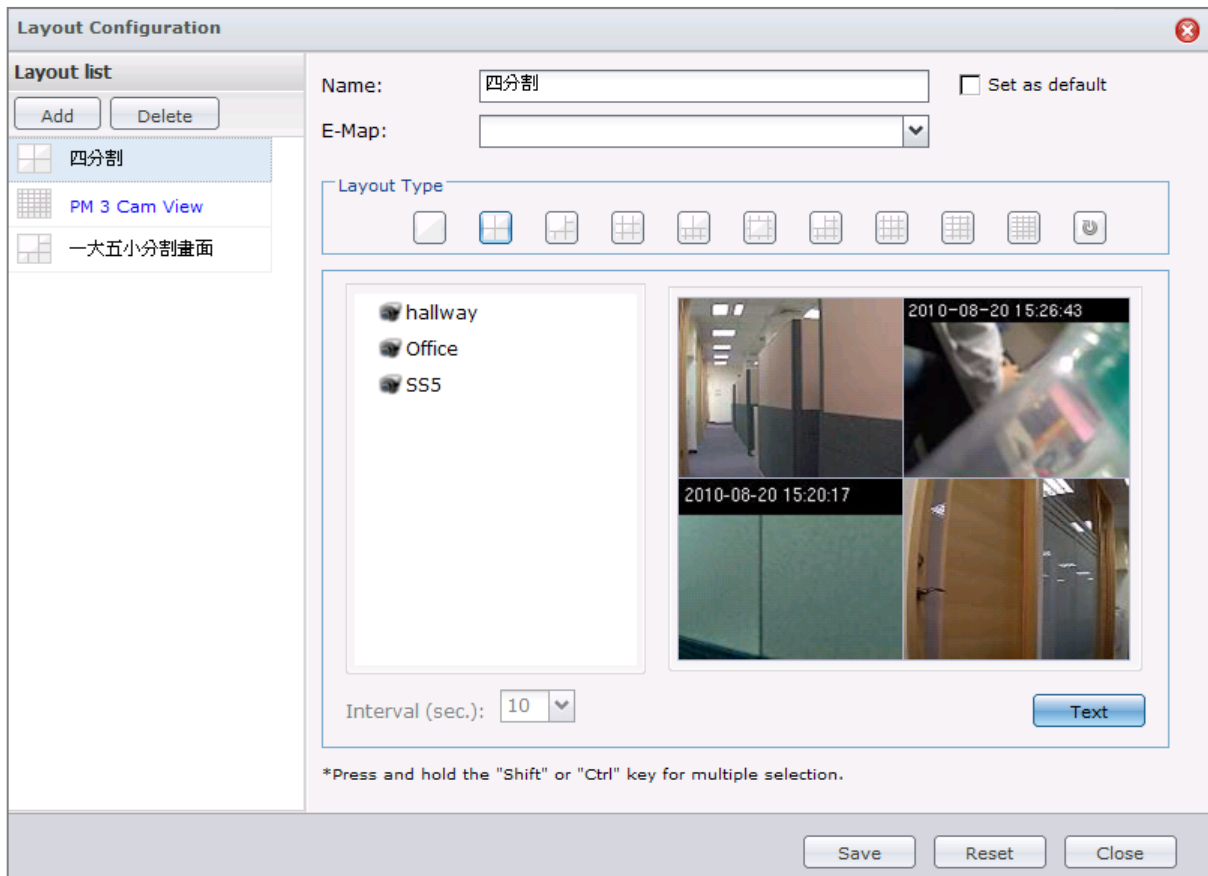 Layout Configuration
Layout list
Add
Delete
四分割
PM 3 Cam View
一大五小分割畫面
Name:
四分割
Set as default
E-Map:
Layout Type
hallway
Office
SS5
2010-08-20 15:26:43
2010-08-20 15:20:17
Interval (sec.):
10
Text
*Press and hold the "Shift" or "Ctrl" key for multiple selection.
Save
Reset
Close